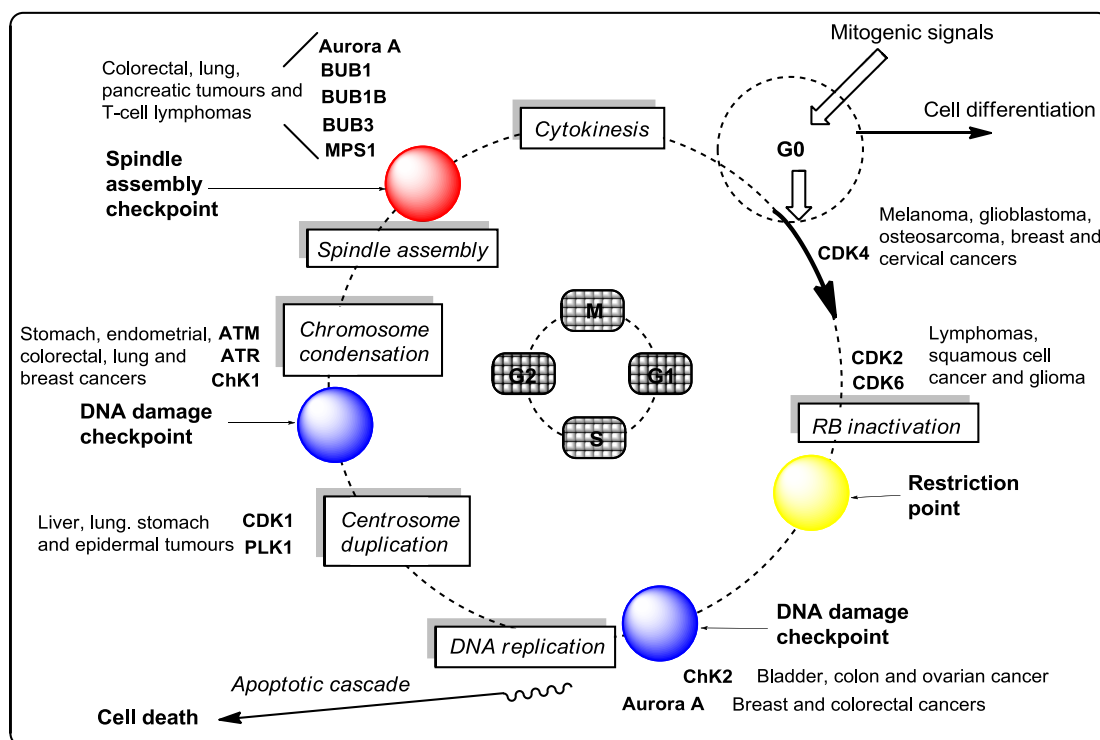 Mitogenic signals
Aurora A
Colorectal, lung,
pancreatic tumours and
T-cell lymphomas
BUB1
BUB1B
BUB3
MPS1
Cytokinesis
Cell differentiation
G0
Spindle
assembly
checkpoint
Spindle assembly
CDK4
Melanoma, glioblastoma,
osteosarcoma, breast and
cervical cancers
Stomach, endometrial,
colorectal, lung and
breast cancers
ATM
ATR
ChK1
Chromosome
condensation
M
G2
G1
S
CDK2
CDK6
Lymphomas,
squamous cell
cancer and glioma
RB inactivation
DNA damage
checkpoint
Restriction
point
Liver, lung. stomach
and epidermal tumours
CDK1
PLK1
Centrosome
duplication
DNA replication
DNA damage
checkpoint
ChK2 Bladder, colon and ovarian cancer
Aurora A Breast and colorectal cancers
Apoptotic cascade
Cell death